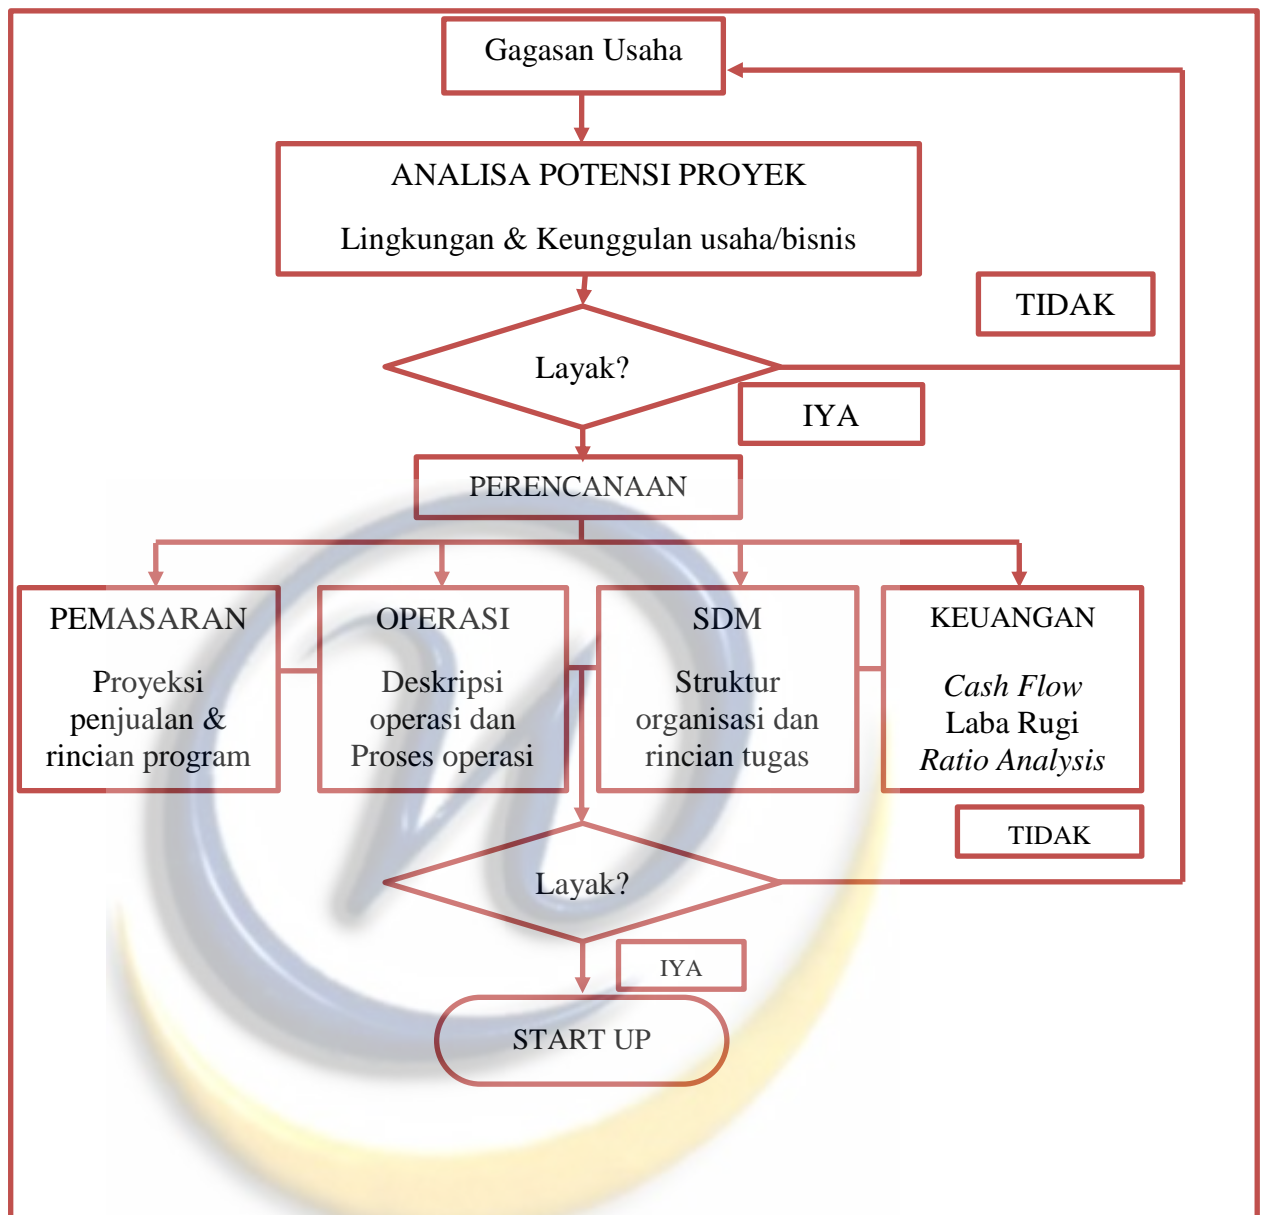 Gagasan Usaha
ANALISA POTENSI PROYEK
Lingkungan & Keunggulan usaha/bisnis
TIDAK
Layak?
IYA
PERENCANAAN
PEMASARAN
Proyeksi
penjualan &
rincian program
OPERASI
Deskripsi
operasi dan
Proses operasi
SDM
Struktur
organisasi dan
rincian tugas
KEUANGAN
Cash Flow
Laba Rugi
Ratio Analysis
TIDAK
Layak?
IYA
START UP